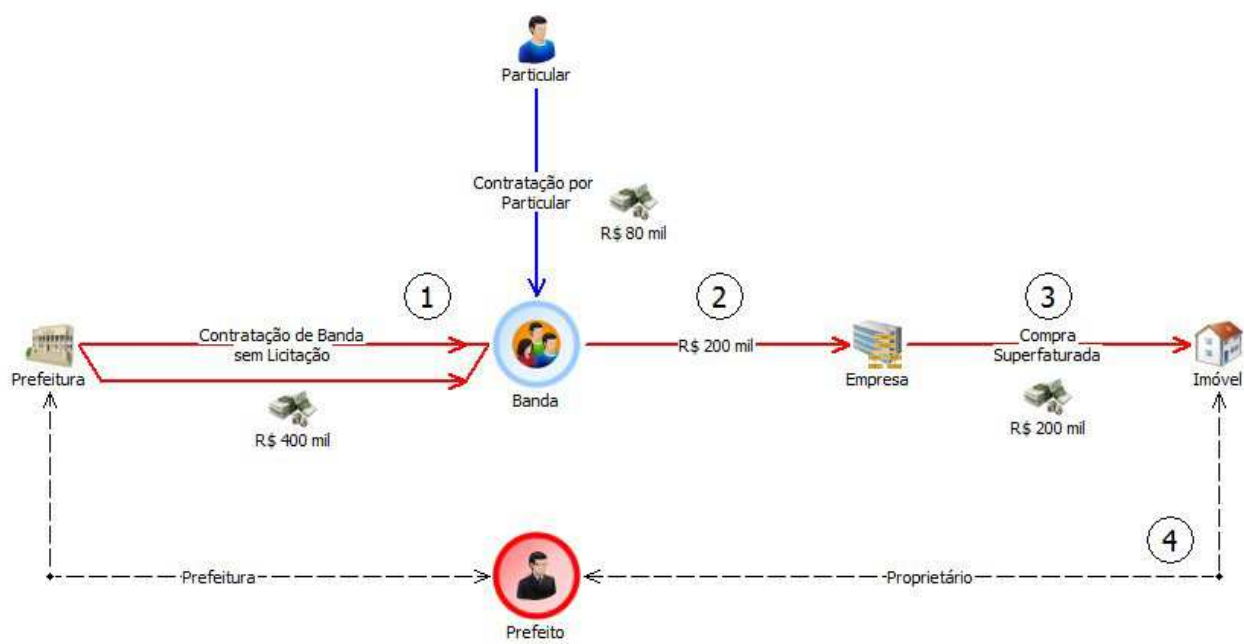 Particular
Contratação por
Particular
R$ 80 mil
1
2
3
Contratação de Banda
sem Licitação
R$ 200 mil
Compra
Superfaturada
Prefeitura
Banda
Empresa
Imóvel
R$ 400 mil
R$ 200 mil
4
Prefeitura
Proprietário
Prefeito